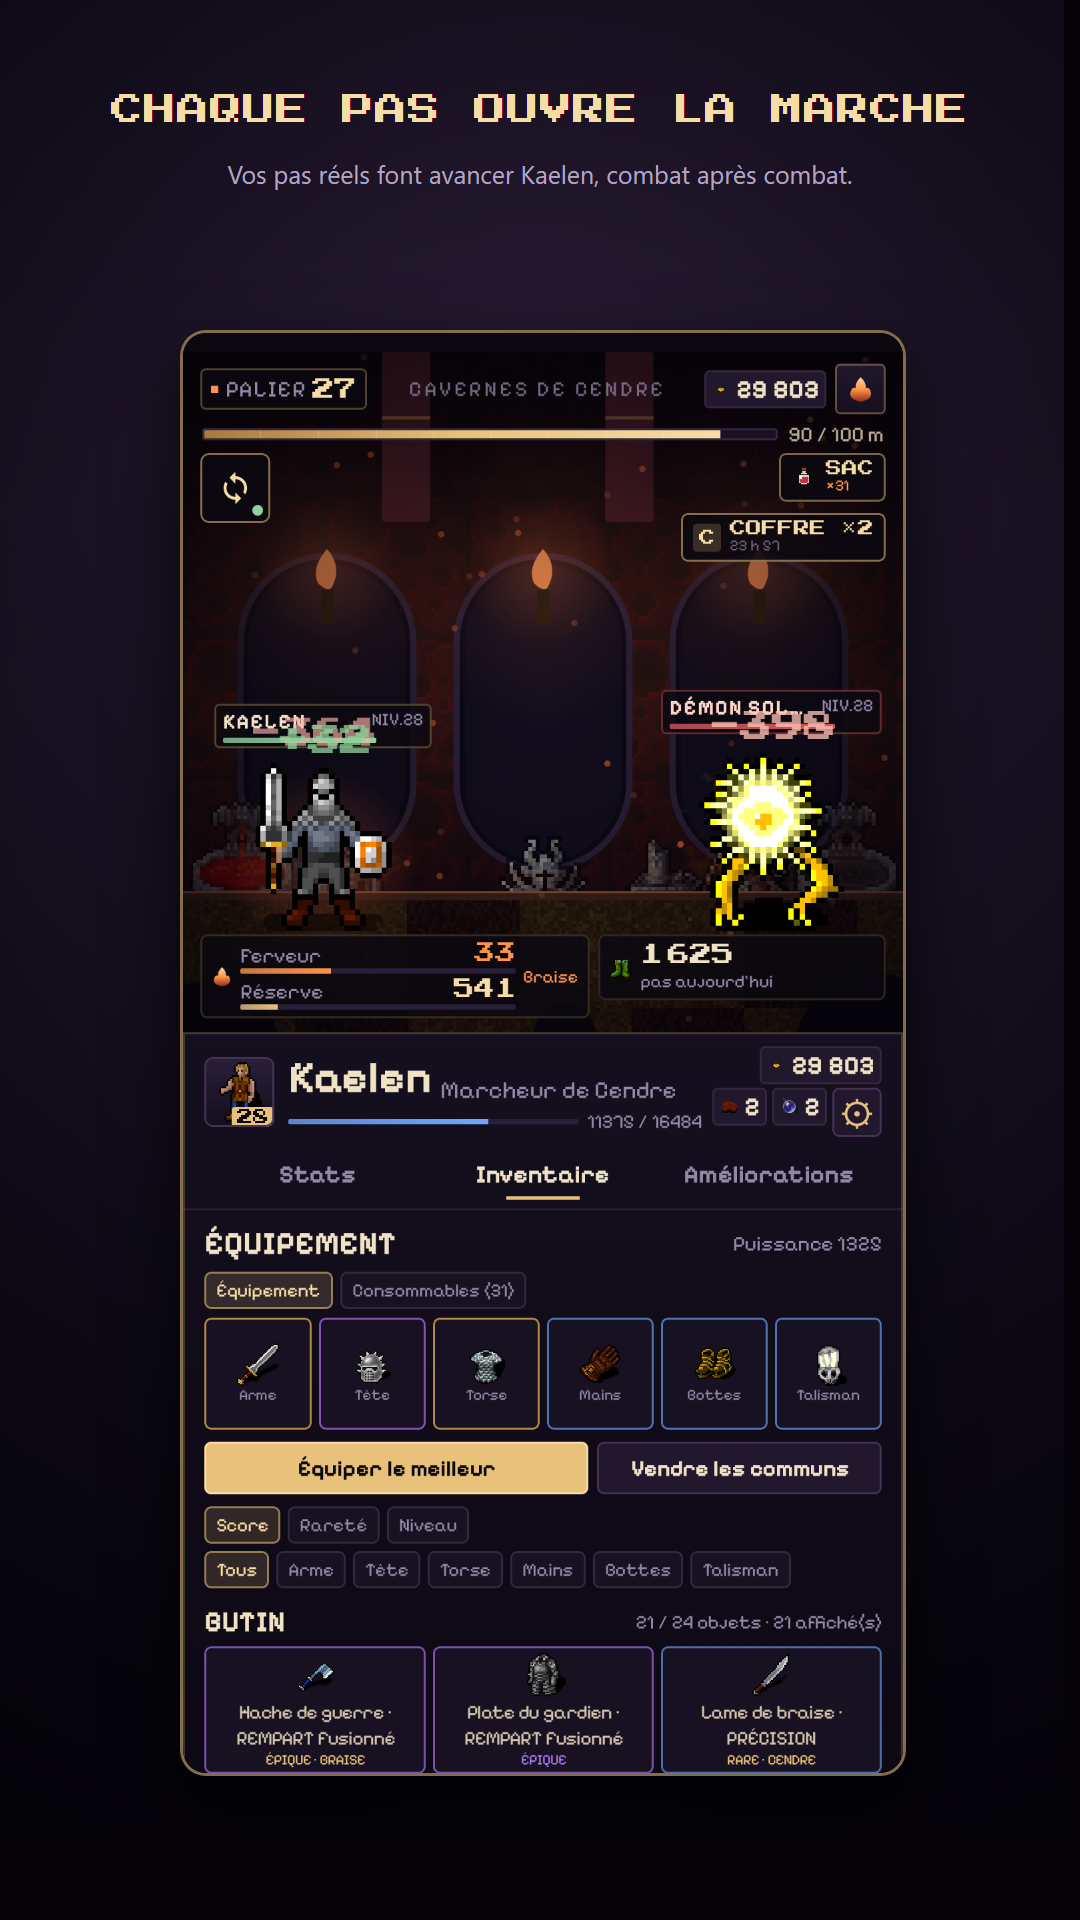 CHAQUE PAS OUVRE LA MARCHE
Vos pas réels font avancer Kaelen, combat après combat.
PALIER 27
CAVERNES DE CENDRE
29 803
90 / 100 m
SAC
×31
C
COFFRE ×2
23 h 57
KAELEN
NIV.28
DÉMON SOL...
NIV.28
-398
Ferveur
33
Braise
Réserve
541
1 625
pas aujourd'hui
Kaelen Marcheur de Cendre
28
29 803
11378 / 16484
2
2
Stats
Inventaire
Améliorations
ÉQUIPEMENT
Puissance 1328
Équipement
Consommables (31)
Arme
Tête
Torse
Mains
Bottes
Talisman
Équiper le meilleur
Vendre les communs
Score
Rareté
Niveau
Tous
Arme
Tête
Torse
Mains
Bottes
Talisman
BUTIN
21 / 24 objets · 21 affiché(s)
Hache de guerre ·
REMPART Fusionné
ÉPIQUE · BRAISE
Plate du gardien ·
REMPART Fusionné
ÉPIQUE
Lame de braise ·
PRÉCISION
RARE · CENDRE